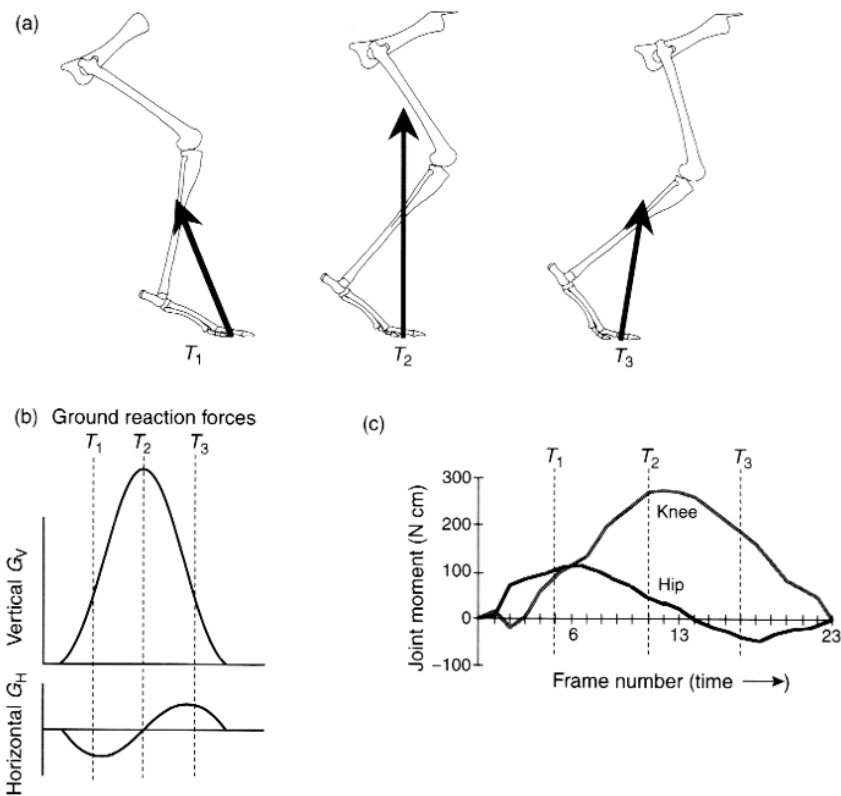 (a)
T1
T2
T3
(b) Ground reaction forces
T1 T2 T3
Vertical GV
Horizontal GH
(c)
T1 T2 T3
Joint moment (N cm)
300
200
100
0
−100
Knee
Hip
6 13 23
Frame number (time ⟶)